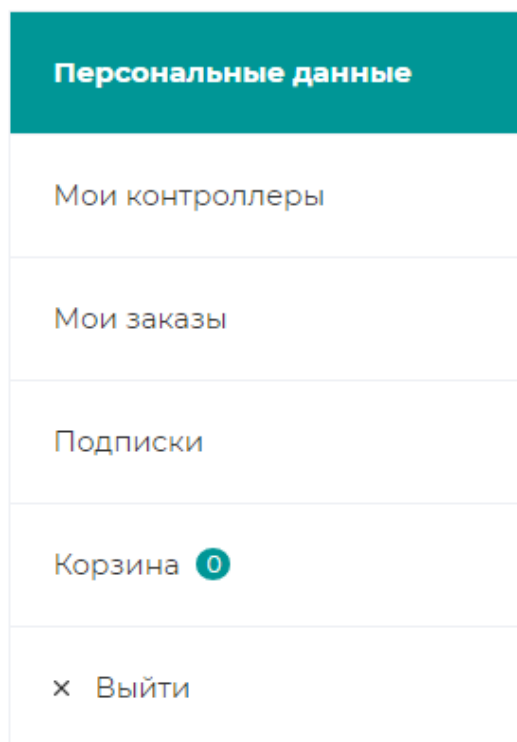 Персональные данные
Мои контроллеры
Мои заказы
Подписки
Корзина 0
× Выйти